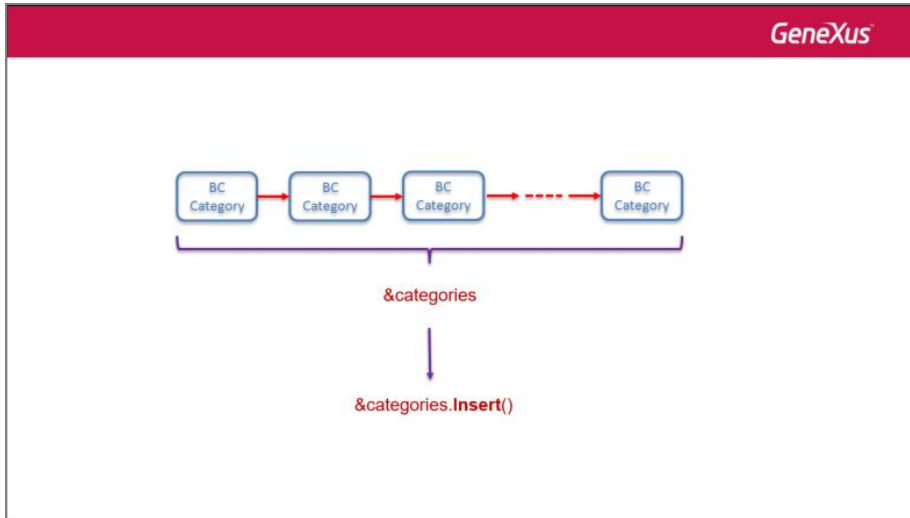 GeneXus
BC
Category
BC
Category
BC
Category
BC
Category
&categories
&categories.Insert()